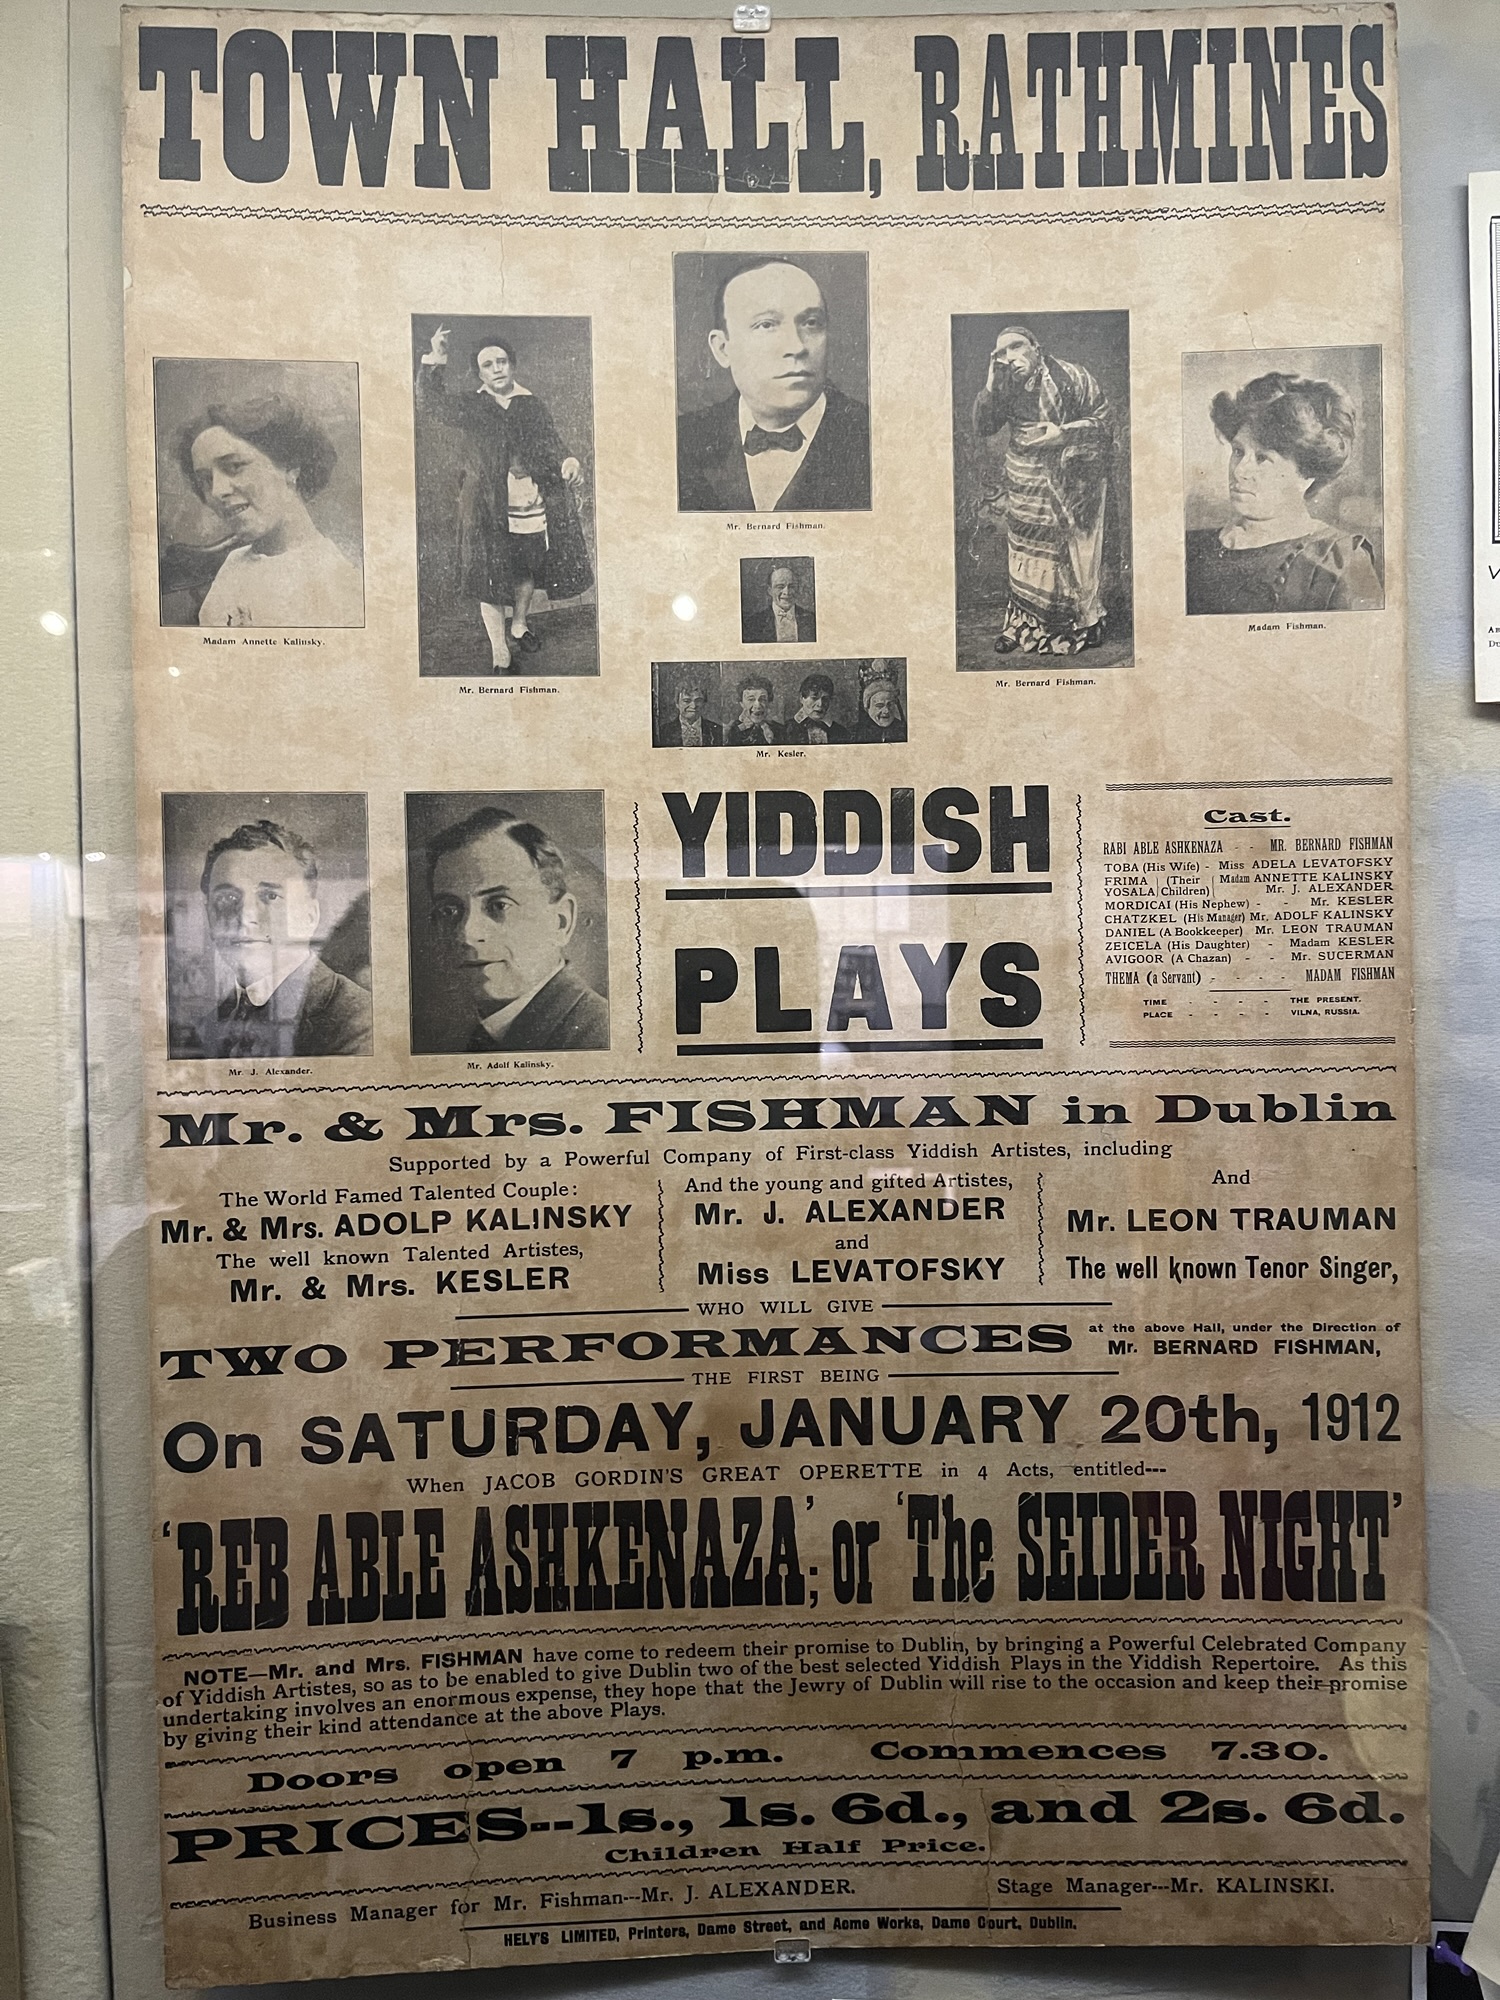 TOWN HALL, RATHMINES
Mr. Bernard Fishman.
Madam Annette Kalinsky.
Mr. Bernard Fishman.
Mr. Bernard Fishman.
Madam Fishman.
Mr. Kesler.
Mr. J. Alexander.
Mr. Adolf Kalinsky.
YIDDISH
PLAYS
Cast.
RABI ABLE ASHKENAZA - - MR. BERNARD FISHMAN
TOBA (His Wife) - Miss ADELA LEVATOFSKY
FRIMA (Their Madam ANNETTE KALINSKY
YOSALA Children) Mr. J. ALEXANDER
MORDICAI (His Nephew) - - Mr. KESLER
CHATZKEL (His Manager) Mr. ADOLF KALINSKY
DANIEL (A Bookkeeper) Mr. LEON TRAUMAN
ZEICELA (His Daughter) - Madam KESLER
AVIGOOR (A Chazan) - - Mr. SUCERMAN
THEMA (a Servant) - - - - MADAM FISHMAN
TIME - - - - THE PRESENT.
PLACE - - - - VILNA, RUSSIA.
Mr. & Mrs. FISHMAN in Dublin
Supported by a Powerful Company of First-class Yiddish Artistes, including
The World Famed Talented Couple:
Mr. & Mrs. ADOLP KALINSKY
The well known Talented Artistes,
Mr. & Mrs. KESLER
And the young and gifted Artistes,
Mr. J. ALEXANDER
and
Miss LEVATOFSKY
And
Mr. LEON TRAUMAN
The well known Tenor Singer,
WHO WILL GIVE
TWO PERFORMANCES
at the above Hall, under the Direction of
Mr. BERNARD FISHMAN,
THE FIRST BEING
On SATURDAY, JANUARY 20th, 1912
When JACOB GORDIN'S GREAT OPERETTE in 4 Acts, entitled---
'REB ABLE ASHKENAZA'; or 'The SEIDER NIGHT'
NOTE—Mr. and Mrs. FISHMAN have come to redeem their promise to Dublin, by bringing a Powerful Celebrated Company
of Yiddish Artistes, so as to be enabled to give Dublin two of the best selected Yiddish Plays in the Yiddish Repertoire. As this
undertaking involves an enormous expense, they hope that the Jewry of Dublin will rise to the occasion and keep their promise
by giving their kind attendance at the above Plays.
Doors open 7 p.m. Commences 7.30.
PRICES--1s., 1s. 6d., and 2s. 6d.
Children Half Price.
Business Manager for Mr. Fishman---Mr. J. ALEXANDER. Stage Manager---Mr. KALINSKI.
HELY'S LIMITED, Printers, Dame Street, and Acme Works, Dame Court, Dublin.